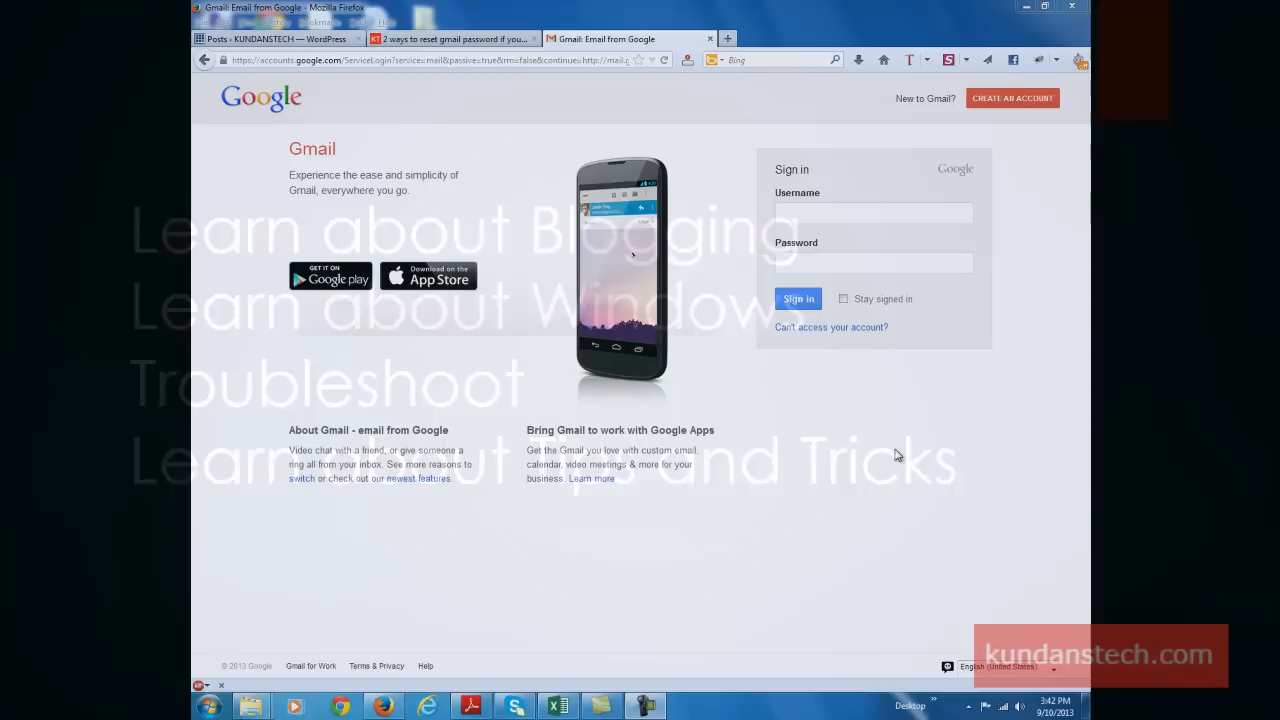 Gmail: Email from Google - Mozilla Firefox
Bookmarks Help
Posts ‹ KUNDANSTECH — WordPress
2 ways to reset gmail password if you...
Gmail: Email from Google
https://accounts.google.com/ServiceLogin?service=mail&passive=true&rm=false&continue=http://mail.g
Bing
Google
New to Gmail?
CREATE AN ACCOUNT
Gmail
Experience the ease and simplicity of
Gmail, everywhere you go.
Sign in
Google
Username
Password
Learn about Blogging
GET IT ON
Google play
Download on the
App Store
Sign in
Stay signed in
Can't access your account?
Learn about Windows
Troubleshoot
About Gmail - email from Google
Video chat with a friend, or give someone a
ring all from your inbox. See more reasons to
switch or check out our newest features.
Bring Gmail to work with Google Apps
Get the Gmail you love with custom email,
calendar, video meetings & more for your
business. Learn more
Learn about Tips and Tricks
© 2013 Google
Gmail for Work
Terms & Privacy
Help
English (United States)
kundanstech.com
Desktop
3:42 PM
9/10/2013